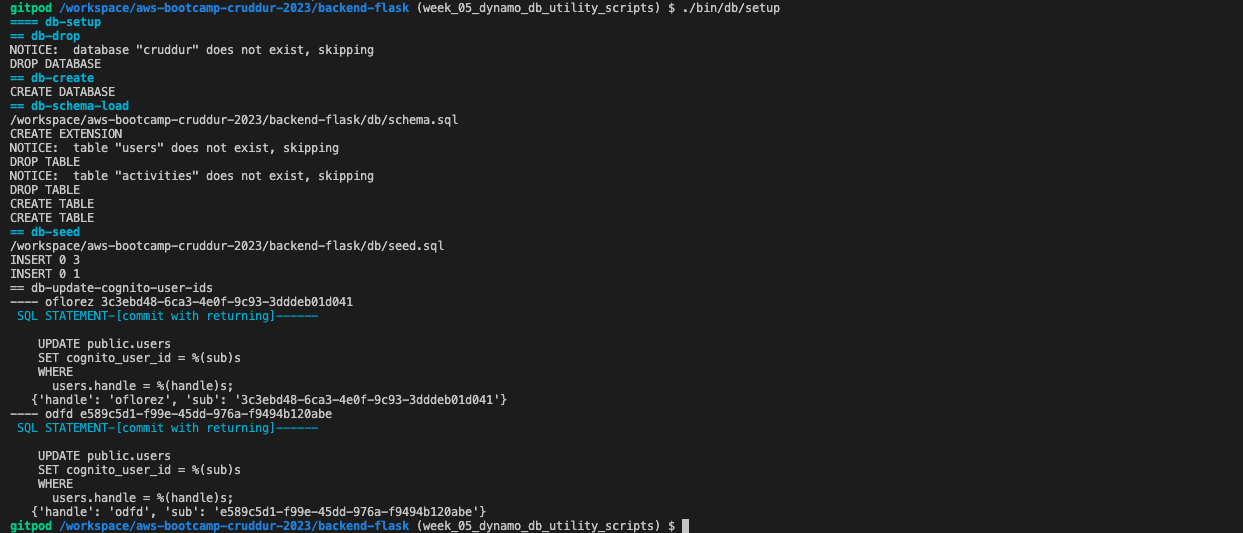 gitpod /workspace/aws-bootcamp-cruddur-2023/backend-flask (week_05_dynamo_db_utility_scripts) $ ./bin/db/setup
==== db-setup
== db-drop
NOTICE:  database "cruddur" does not exist, skipping
DROP DATABASE
== db-create
CREATE DATABASE
== db-schema-load
/workspace/aws-bootcamp-cruddur-2023/backend-flask/db/schema.sql
CREATE EXTENSION
NOTICE:  table "users" does not exist, skipping
DROP TABLE
NOTICE:  table "activities" does not exist, skipping
DROP TABLE
CREATE TABLE
CREATE TABLE
== db-seed
/workspace/aws-bootcamp-cruddur-2023/backend-flask/db/seed.sql
INSERT 0 3
INSERT 0 1
== db-update-cognito-user-ids
---- oflorez 3c3ebd48-6ca3-4e0f-9c93-3dddeb01d041
 SQL STATEMENT-[commit with returning]------
    UPDATE public.users
    SET cognito_user_id = %(sub)s
    WHERE
      users.handle = %(handle)s;
   {'handle': 'oflorez', 'sub': '3c3ebd48-6ca3-4e0f-9c93-3dddeb01d041'}
---- odfd e589c5d1-f99e-45dd-976a-f9494b120abe
 SQL STATEMENT-[commit with returning]------
    UPDATE public.users
    SET cognito_user_id = %(sub)s
    WHERE
      users.handle = %(handle)s;
   {'handle': 'odfd', 'sub': 'e589c5d1-f99e-45dd-976a-f9494b120abe'}
gitpod /workspace/aws-bootcamp-cruddur-2023/backend-flask (week_05_dynamo_db_utility_scripts) $